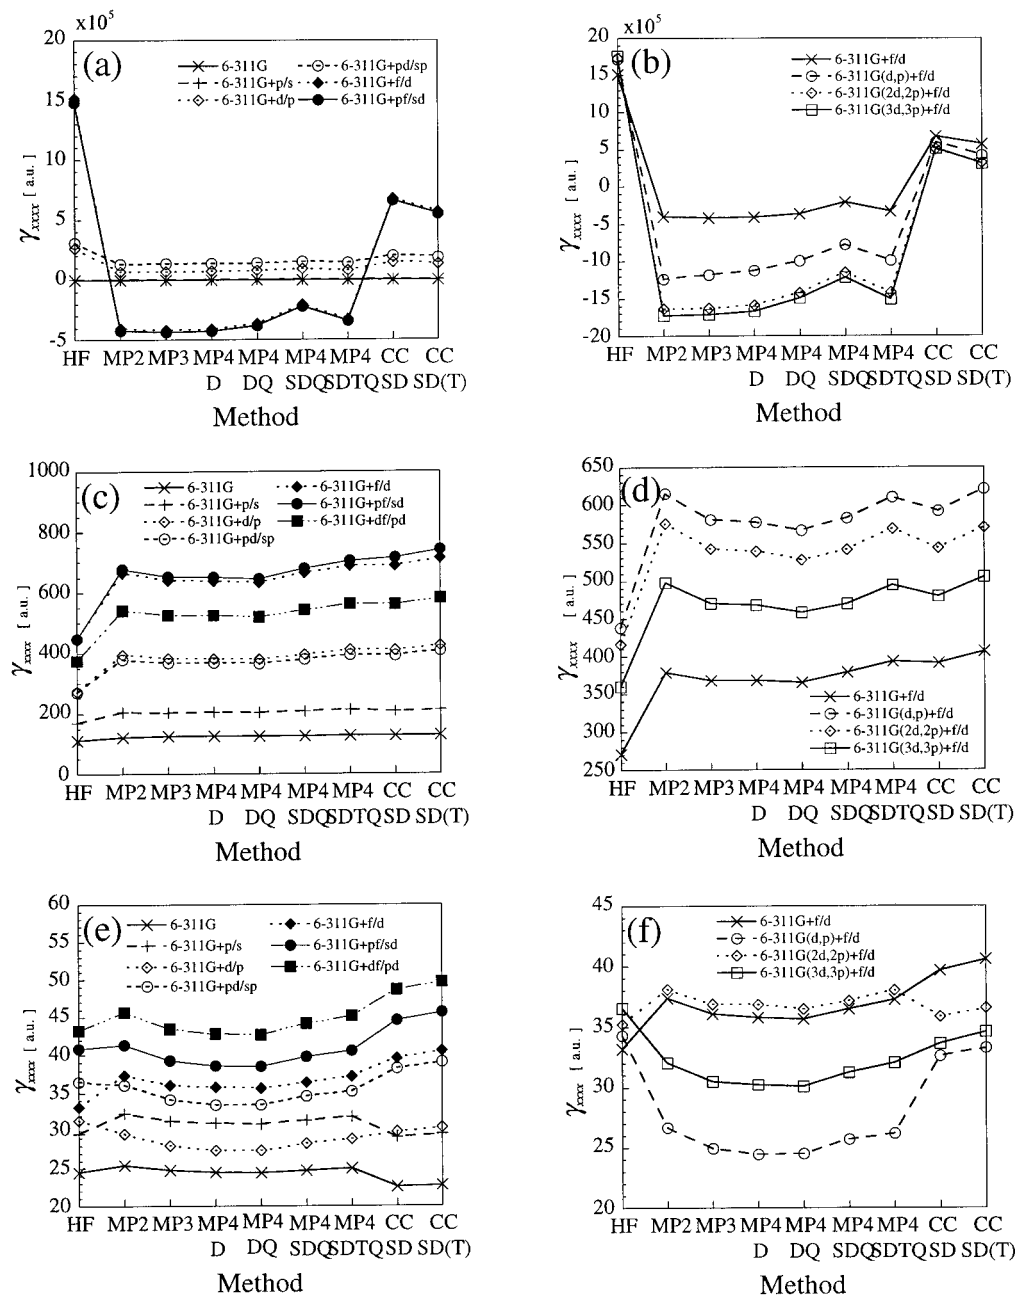 x10⁵
20
15
10
5
0
-5
(a)
6-311G
6-311G+p/s
6-311G+d/p
6-311G+pd/sp
6-311G+f/d
6-311G+pf/sd
γxxxx [ a.u. ]
HF MP2 MP3 MP4 MP4 MP4 MP4 CC CC
D DQ SDQ SDTQ SD SD(T)
Method
x10⁵
20
15
10
5
0
-5
-10
-15
-20
(b)
6-311G+f/d
6-311G(d,p)+f/d
6-311G(2d,2p)+f/d
6-311G(3d,3p)+f/d
γxxxx [ a.u. ]
HF MP2 MP3 MP4 MP4 MP4 MP4 CC CC
D DQ SDQ SDTQ SD SD(T)
Method
1000
800
600
400
200
0
(c)
6-311G
6-311G+p/s
6-311G+d/p
6-311G+pd/sp
6-311G+f/d
6-311G+pf/sd
6-311G+df/pd
γxxxx [ a.u. ]
HF MP2 MP3 MP4 MP4 MP4 MP4 CC CC
D DQ SDQ SDTQ SD SD(T)
Method
650
600
550
500
450
400
350
300
250
(d)
6-311G+f/d
6-311G(d,p)+f/d
6-311G(2d,2p)+f/d
6-311G(3d,3p)+f/d
γxxxx [ a.u. ]
HF MP2 MP3 MP4 MP4 MP4 MP4 CC CC
D DQ SDQ SDTQ SD SD(T)
Method
60
55
50
45
40
35
30
25
20
(e)
6-311G
6-311G+p/s
6-311G+d/p
6-311G+pd/sp
6-311G+f/d
6-311G+pf/sd
6-311G+df/pd
γxxxx [ a.u. ]
HF MP2 MP3 MP4 MP4 MP4 MP4 CC CC
D DQ SDQ SDTQ SD SD(T)
Method
45
40
35
30
25
20
(f)
6-311G+f/d
6-311G(d,p)+f/d
6-311G(2d,2p)+f/d
6-311G(3d,3p)+f/d
γxxxx [ a.u. ]
HF MP2 MP3 MP4 MP4 MP4 MP4 CC CC
D DQ SDQ SDTQ SD SD(T)
Method